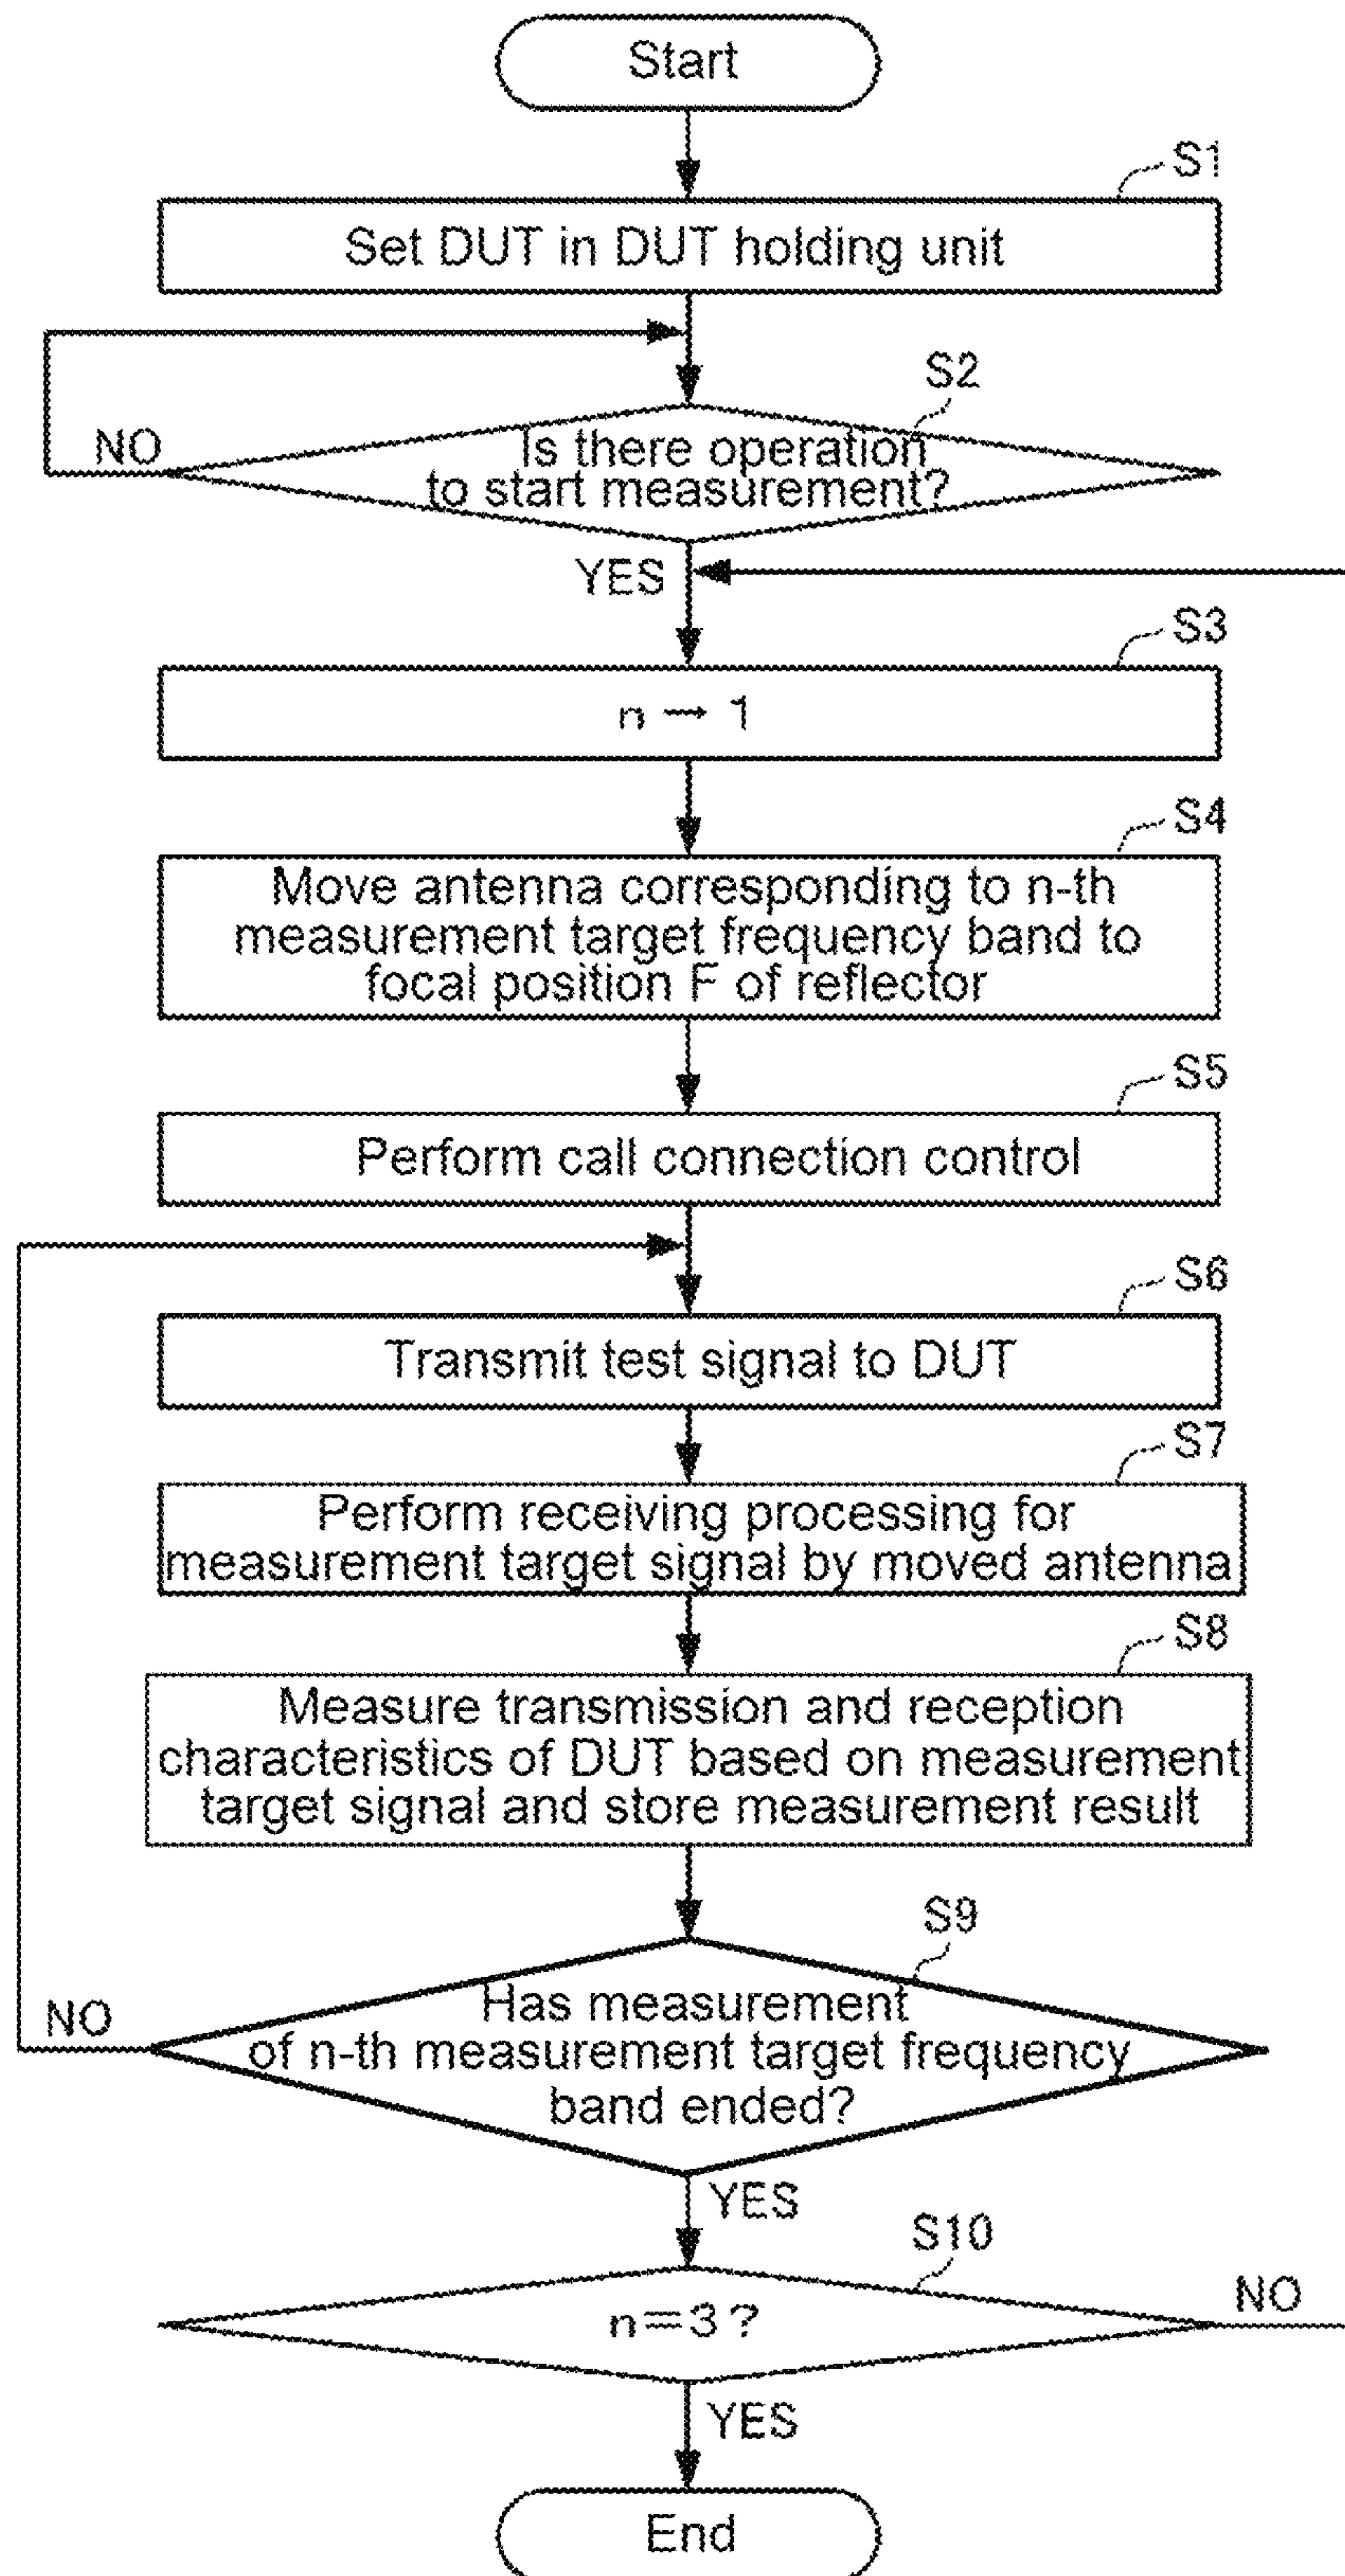 Start
S1
Set DUT in DUT holding unit
S2
NO
Is there operation
to start measurement?
YES
S3
n → 1
S4
Move antenna corresponding to n-th
measurement target frequency band to
focal position F of reflector
S5
Perform call connection control
S6
Transmit test signal to DUT
S7
Perform receiving processing for
measurement target signal by moved antenna
S8
Measure transmission and reception
characteristics of DUT based on measurement
target signal and store measurement result
S9
NO
Has measurement
of n-th measurement target frequency
band ended?
YES
S10
NO
n=3?
YES
End